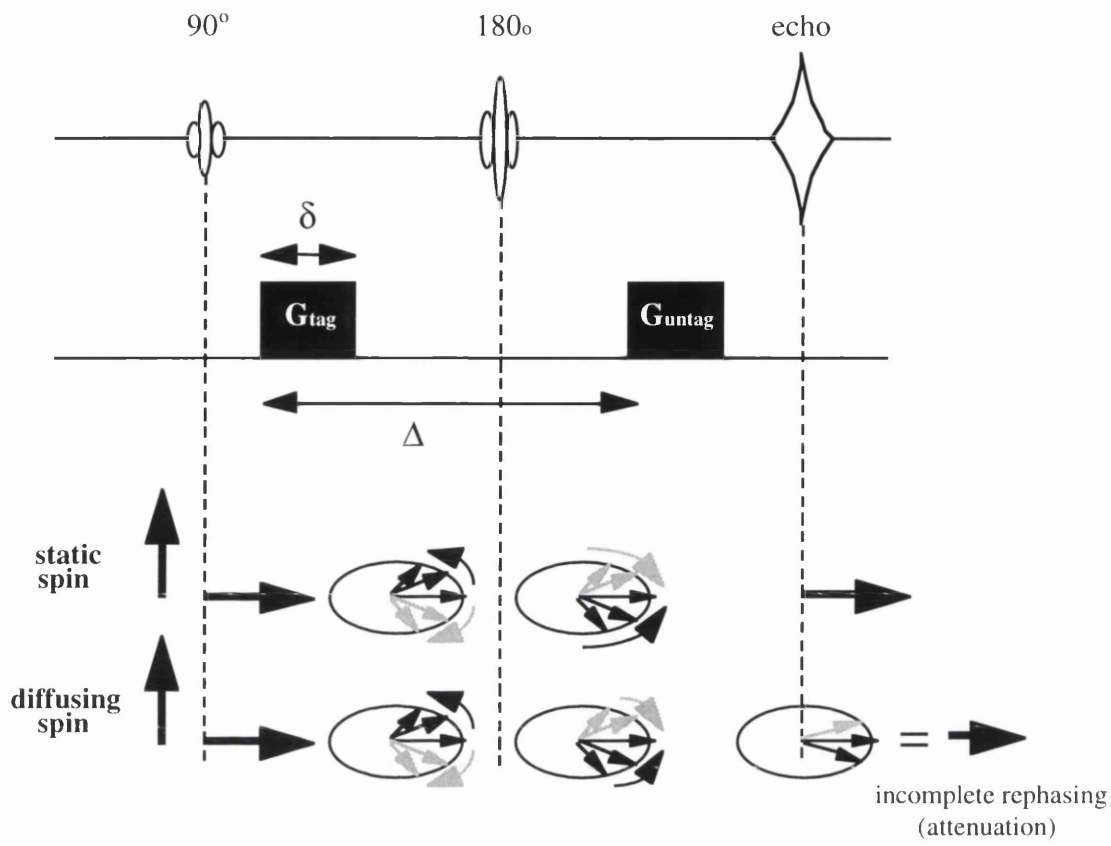 90° 180o echo
δ
Gtag Guntag
Δ
static
spin
diffusing
spin
=
incomplete rephasing
(attenuation)